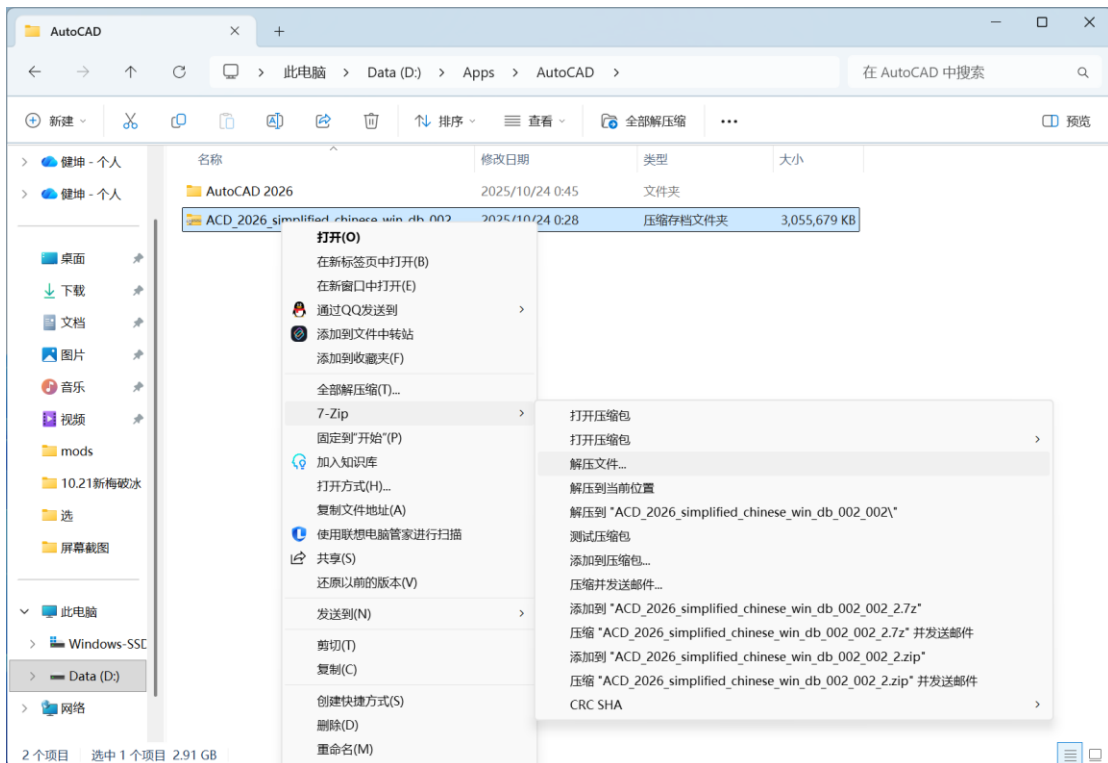 AutoCAD
此电脑 > Data (D:) > Apps > AutoCAD >
在 AutoCAD 中搜索
新建
排序
查看
全部解压缩
预览
名称
修改日期
类型
大小
健坤 - 个人
健坤 - 个人
桌面
下载
文档
图片
音乐
视频
mods
10.21新梅破冰
选
屏幕截图
此电脑
Windows-SSD
Data (D:)
网络
AutoCAD 2026
2025/10/24 0:45
文件夹
ACD_2026_simplified_chinese_win_db_002
2025/10/24 0:28
压缩存档文件夹
3,055,679 KB
打开(O)
在新标签页中打开(B)
在新窗口中打开(E)
通过QQ发送到
添加到文件中转站
添加到收藏夹(F)
全部解压缩(T)...
7-Zip
固定到"开始"(P)
加入知识库
打开方式(H)...
复制文件地址(A)
使用联想电脑管家进行扫描
共享(S)
还原以前的版本(V)
发送到(N)
剪切(T)
复制(C)
创建快捷方式(S)
删除(D)
重命名(M)
打开压缩包
打开压缩包
解压文件...
解压到当前位置
解压到 "ACD_2026_simplified_chinese_win_db_002_002\"
测试压缩包
添加到压缩包...
压缩并发送邮件...
添加到 "ACD_2026_simplified_chinese_win_db_002_002_2.7z"
压缩 "ACD_2026_simplified_chinese_win_db_002_002_2.7z" 并发送邮件
添加到 "ACD_2026_simplified_chinese_win_db_002_002_2.zip"
压缩 "ACD_2026_simplified_chinese_win_db_002_002_2.zip" 并发送邮件
CRC SHA
2 个项目
选中 1 个项目 2.91 GB